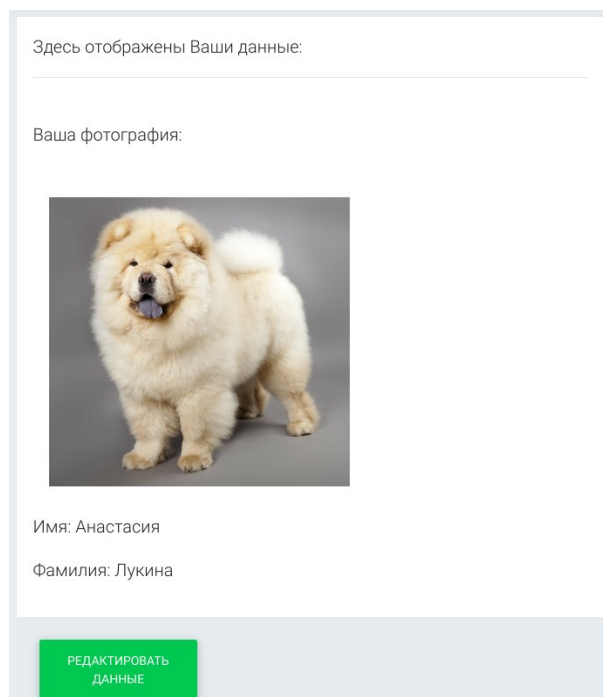 Здесь отображены Ваши данные:
Ваша фотография:
Имя: Анастасия
Фамилия: Лукина
РЕДАКТИРОВАТЬ
ДАННЫЕ